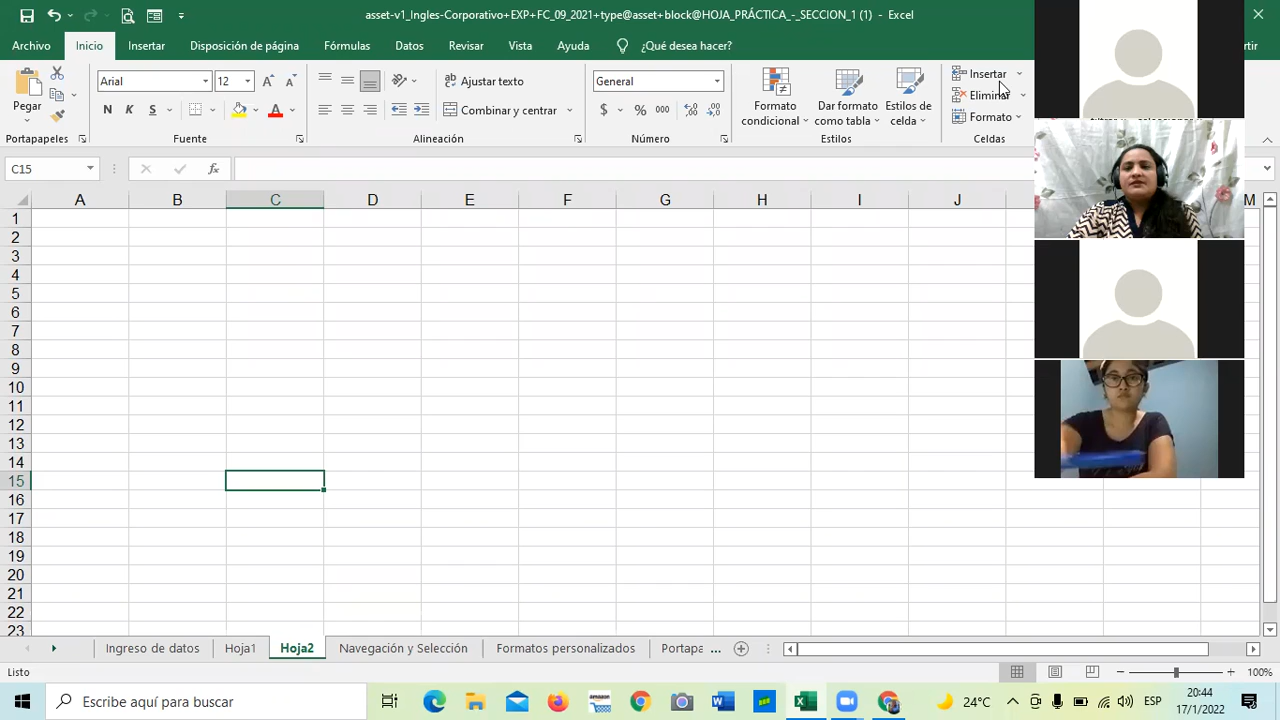 asset-v1_Ingles-Corporativo+EXP+FC_09_2021+type@asset+block@HOJA_PRÁCTICA_-_SECCION_1 (1) - Excel
Archivo Inicio Insertar Disposición de página Fórmulas Datos Revisar Vista Ayuda ¿Qué desea hacer? rtir
Pegar Arial 12 A A Ajustar texto General Formato condicional Dar formato como tabla Estilos de celda Insertar
N K S A Combinar y centrar $ % 000 Eliminar
Formato
Portapapeles Fuente Alineación Número Estilos Celdas
C15 fx
A B C D E F G H I J M
1
2
3
4
5
6
7
8
9
10
11
12
13
14
15
16
17
18
19
20
21
22
23
Ingreso de datos Hoja1 Hoja2 Navegación y Selección Formatos personalizados Portapa ...
Listo 100%
Escribe aquí para buscar 24°C ESP 20:44
17/1/2022